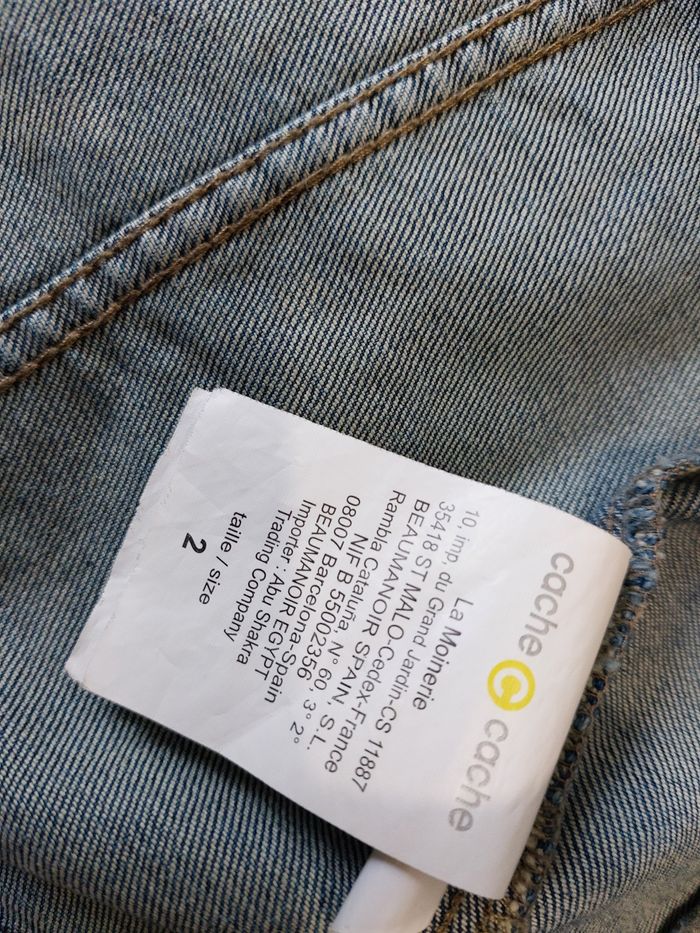 cache cache
La Moinerie
10 imp. du Grand Jardin-CS 11887
35418 ST MALO-Cedex-France
BEAUMANOIR SPAIN, S.L.
Rambla Cataluña, N° 60, 3° 2°
NIF B 55002356
08007 Barcelona-Spain
BEAUMANOIR EGYPT
Importer : Abu Shakra
Trading Company
taille / size
2